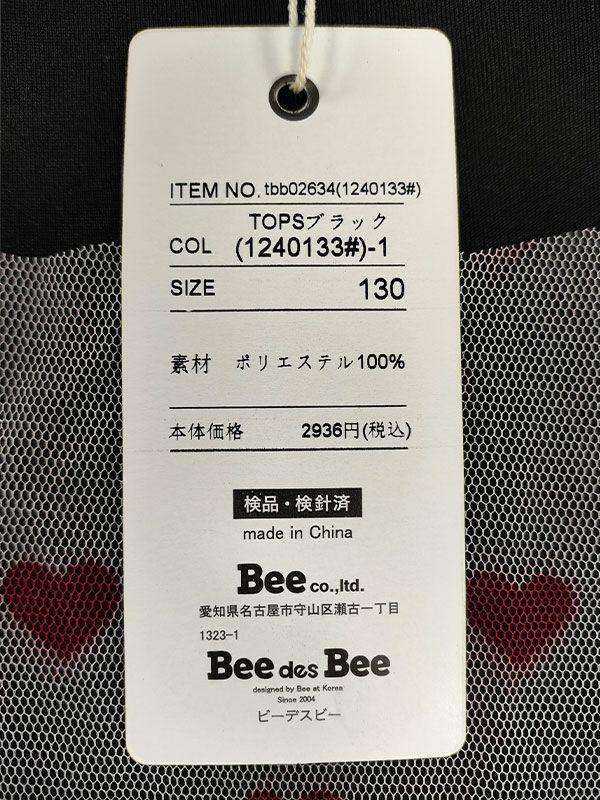 ITEM NO. tbb02634(1240133#)
TOPSブラック
COL (1240133#)-1
SIZE 130
素材 ポリエステル100%
本体価格 2936円(税込)
検品・検針済
made in China
Bee co.,ltd.
愛知県名古屋市守山区瀬古一丁目
1323-1
Bee des Bee
designed by Bee at Korea
Since 2004
ビーデスビー